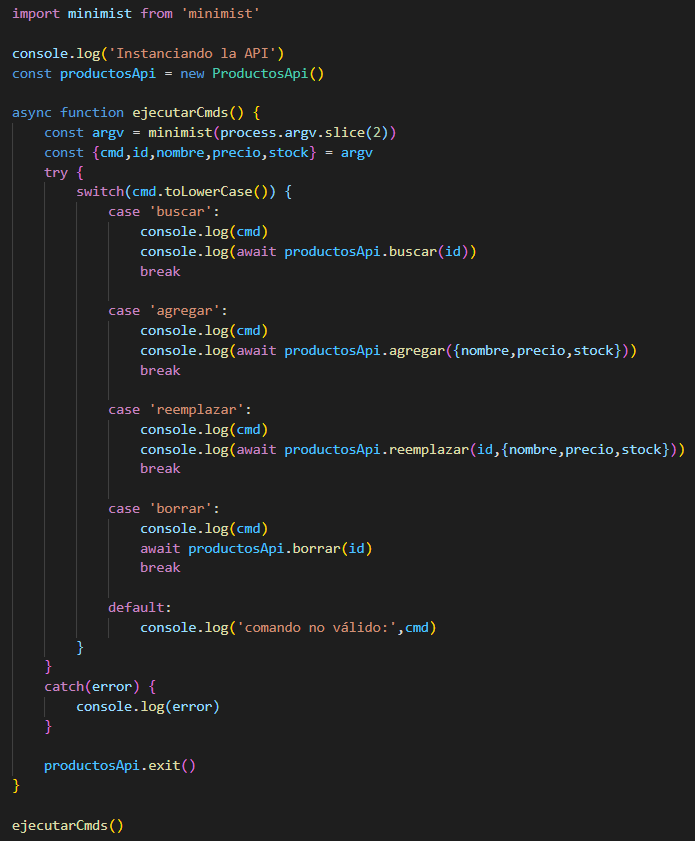 import minimist from 'minimist'
console.log('Instanciando la API')
const productosApi = new ProductosApi()
async function ejecutarCmds() {
const argv = minimist(process.argv.slice(2))
const {cmd,id,nombre,precio,stock} = argv
try {
switch(cmd.toLowerCase()) {
case 'buscar':
console.log(cmd)
console.log(await productosApi.buscar(id))
break
case 'agregar':
console.log(cmd)
console.log(await productosApi.agregar({nombre,precio,stock}))
break
case 'reemplazar':
console.log(cmd)
console.log(await productosApi.reemplazar(id,{nombre,precio,stock}))
break
case 'borrar':
console.log(cmd)
await productosApi.borrar(id)
break
default:
console.log('comando no válido:',cmd)
}
}
catch(error) {
console.log(error)
}
productosApi.exit()
}
ejecutarCmds()